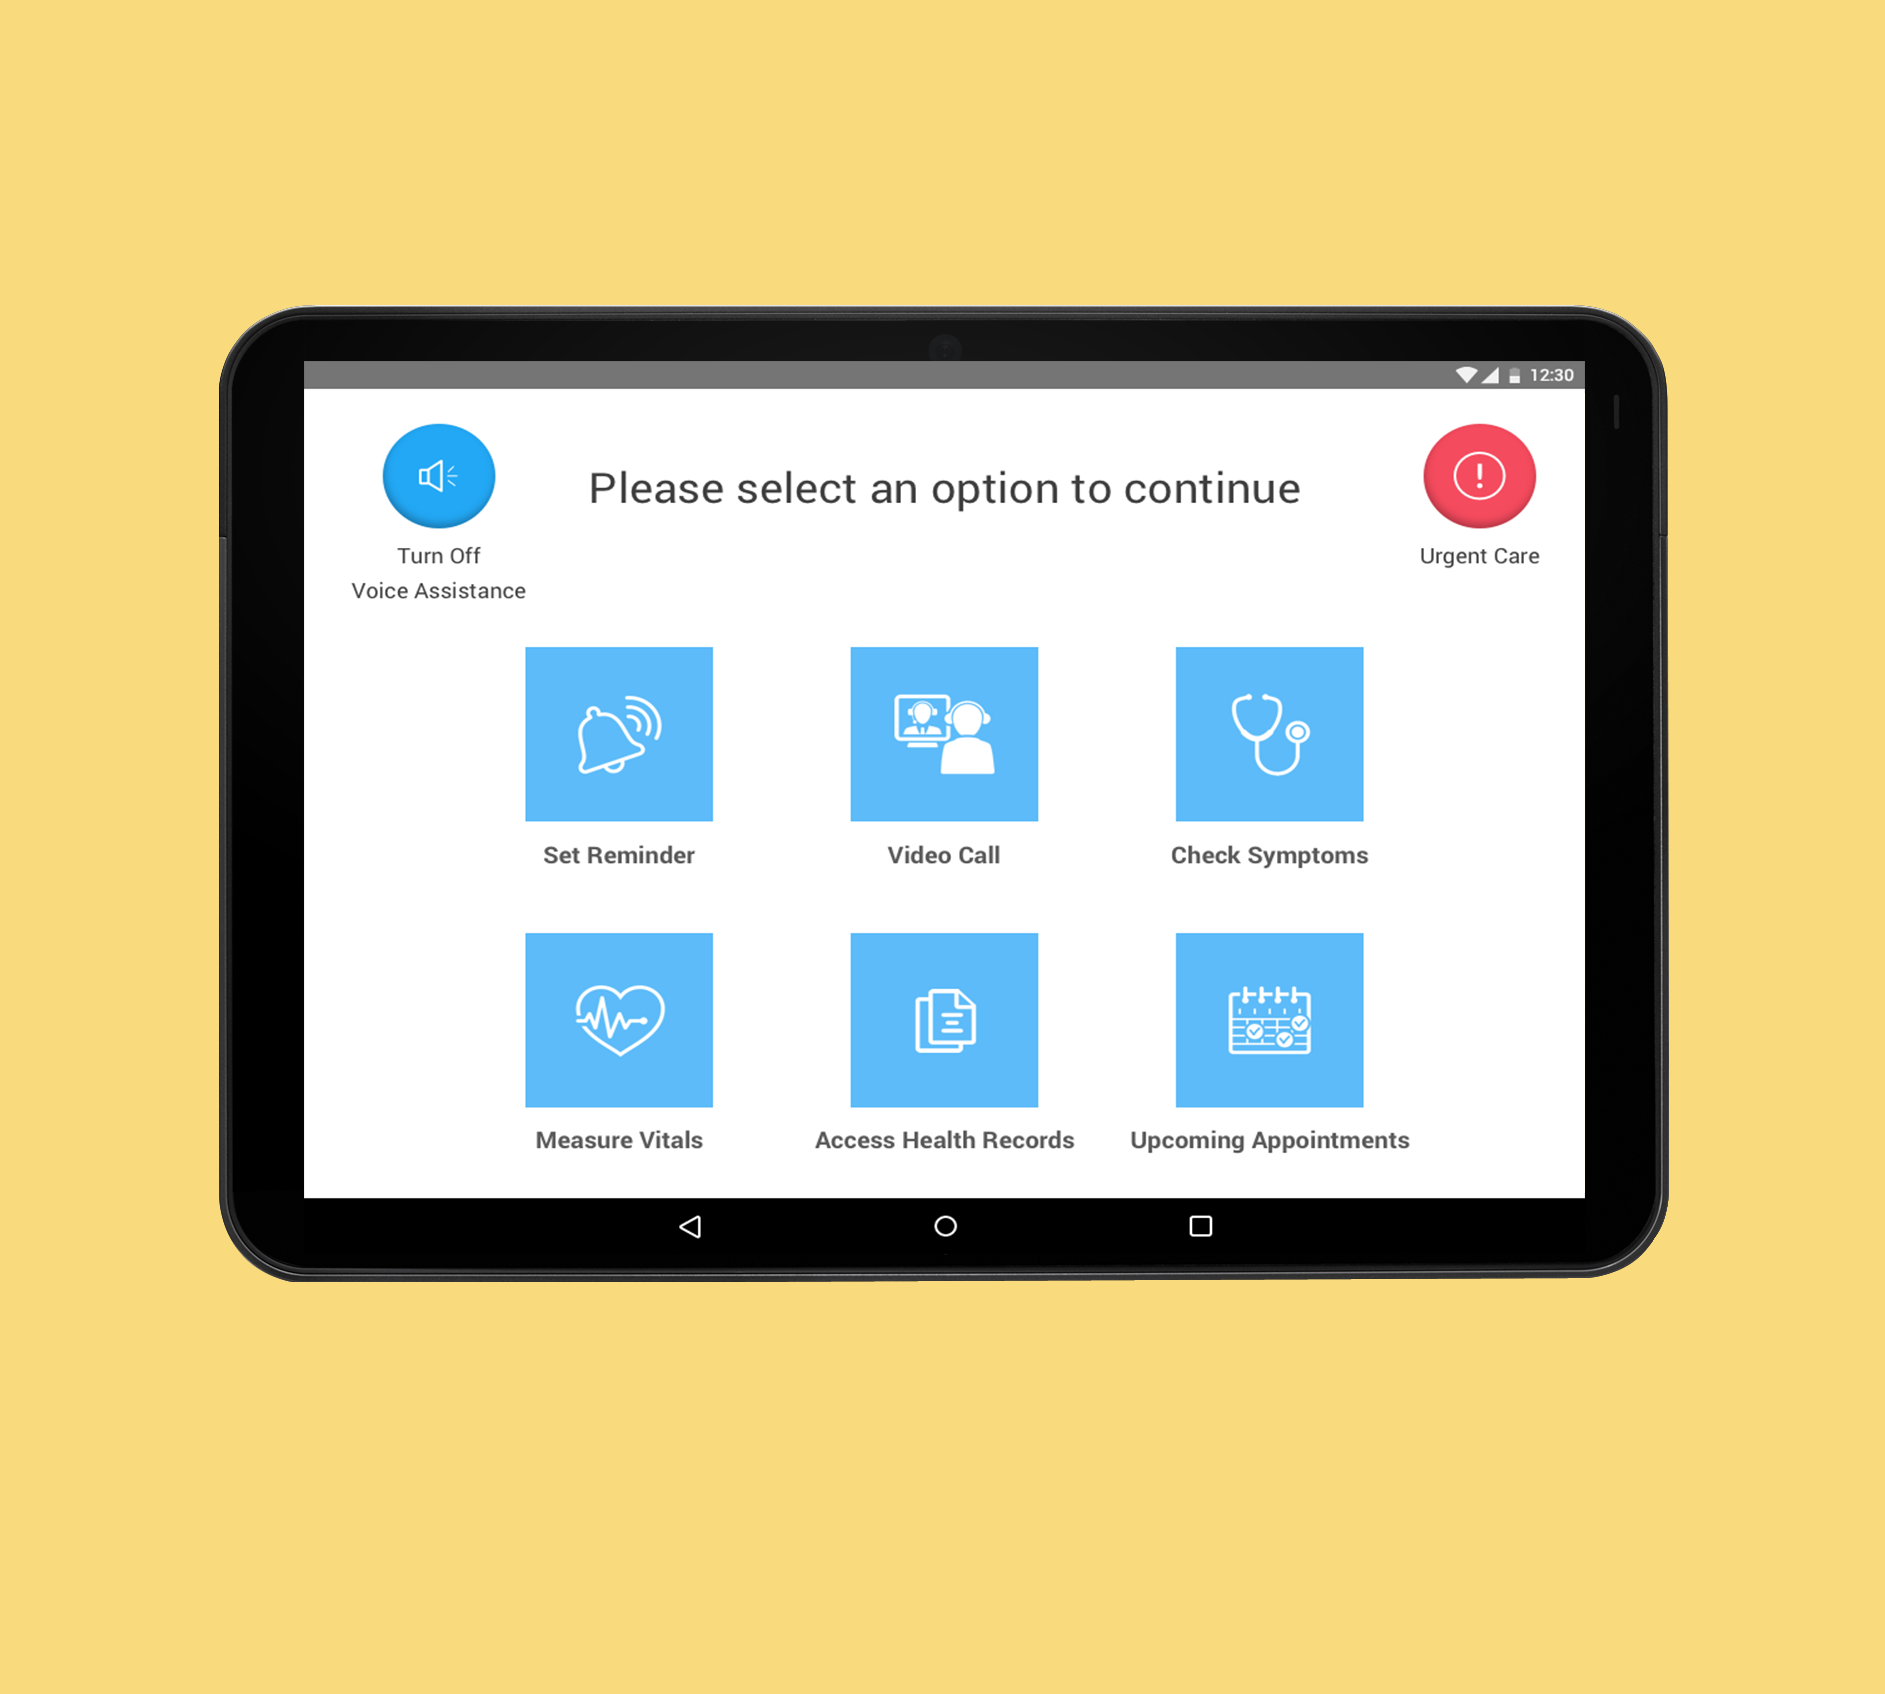 12:30
Please select an option to continue
Turn Off
Voice Assistance
Urgent Care
Set Reminder
Video Call
Check Symptoms
Measure Vitals
Access Health Records
Upcoming Appointments